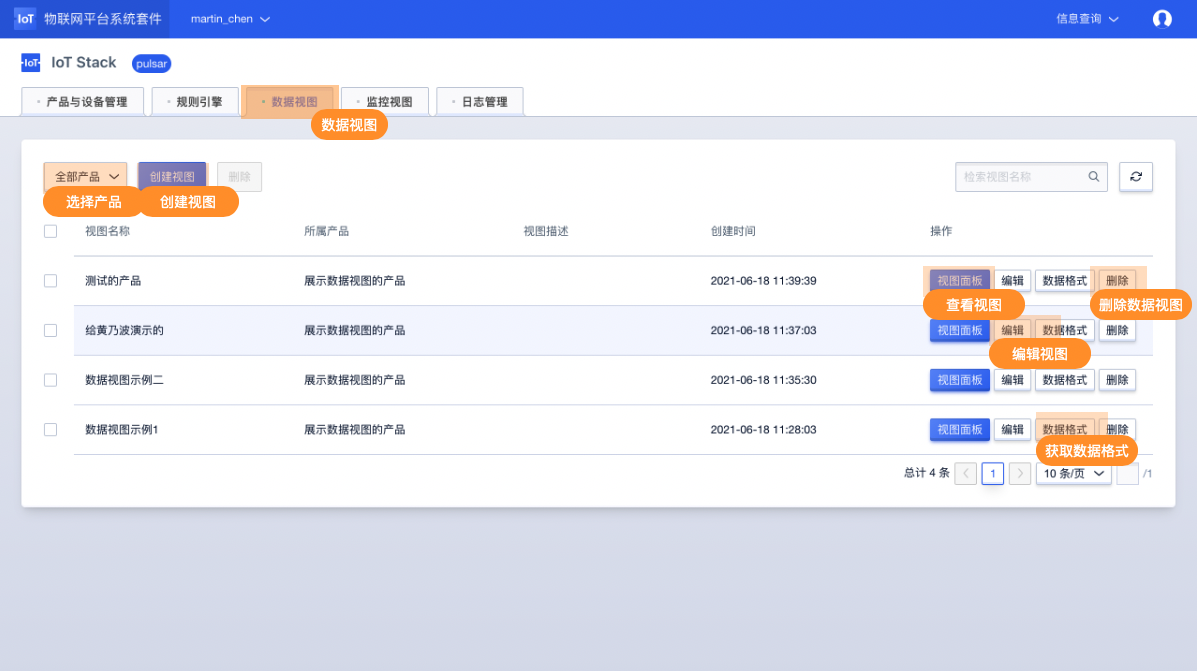 IoT 物联网平台系统套件 martin_chen 信息查询
IoT IoT Stack pulsar
产品与设备管理 规则引擎 数据视图 监控视图 日志管理
数据视图
全部产品 创建视图 删除 检索视图名称
选择产品 创建视图
视图名称 所属产品 视图描述 创建时间 操作
测试的产品 展示数据视图的产品 2021-06-18 11:39:39 视图面板 编辑 数据格式 删除
查看视图 删除数据视图
给黄乃波演示的 展示数据视图的产品 2021-06-18 11:37:03 视图面板 编辑 数据格式 删除
编辑视图
数据视图示例二 展示数据视图的产品 2021-06-18 11:35:30 视图面板 编辑 数据格式 删除
数据视图示例1 展示数据视图的产品 2021-06-18 11:28:03 视图面板 编辑 数据格式 删除
获取数据格式
总计 4 条 1 10 条/页 /1